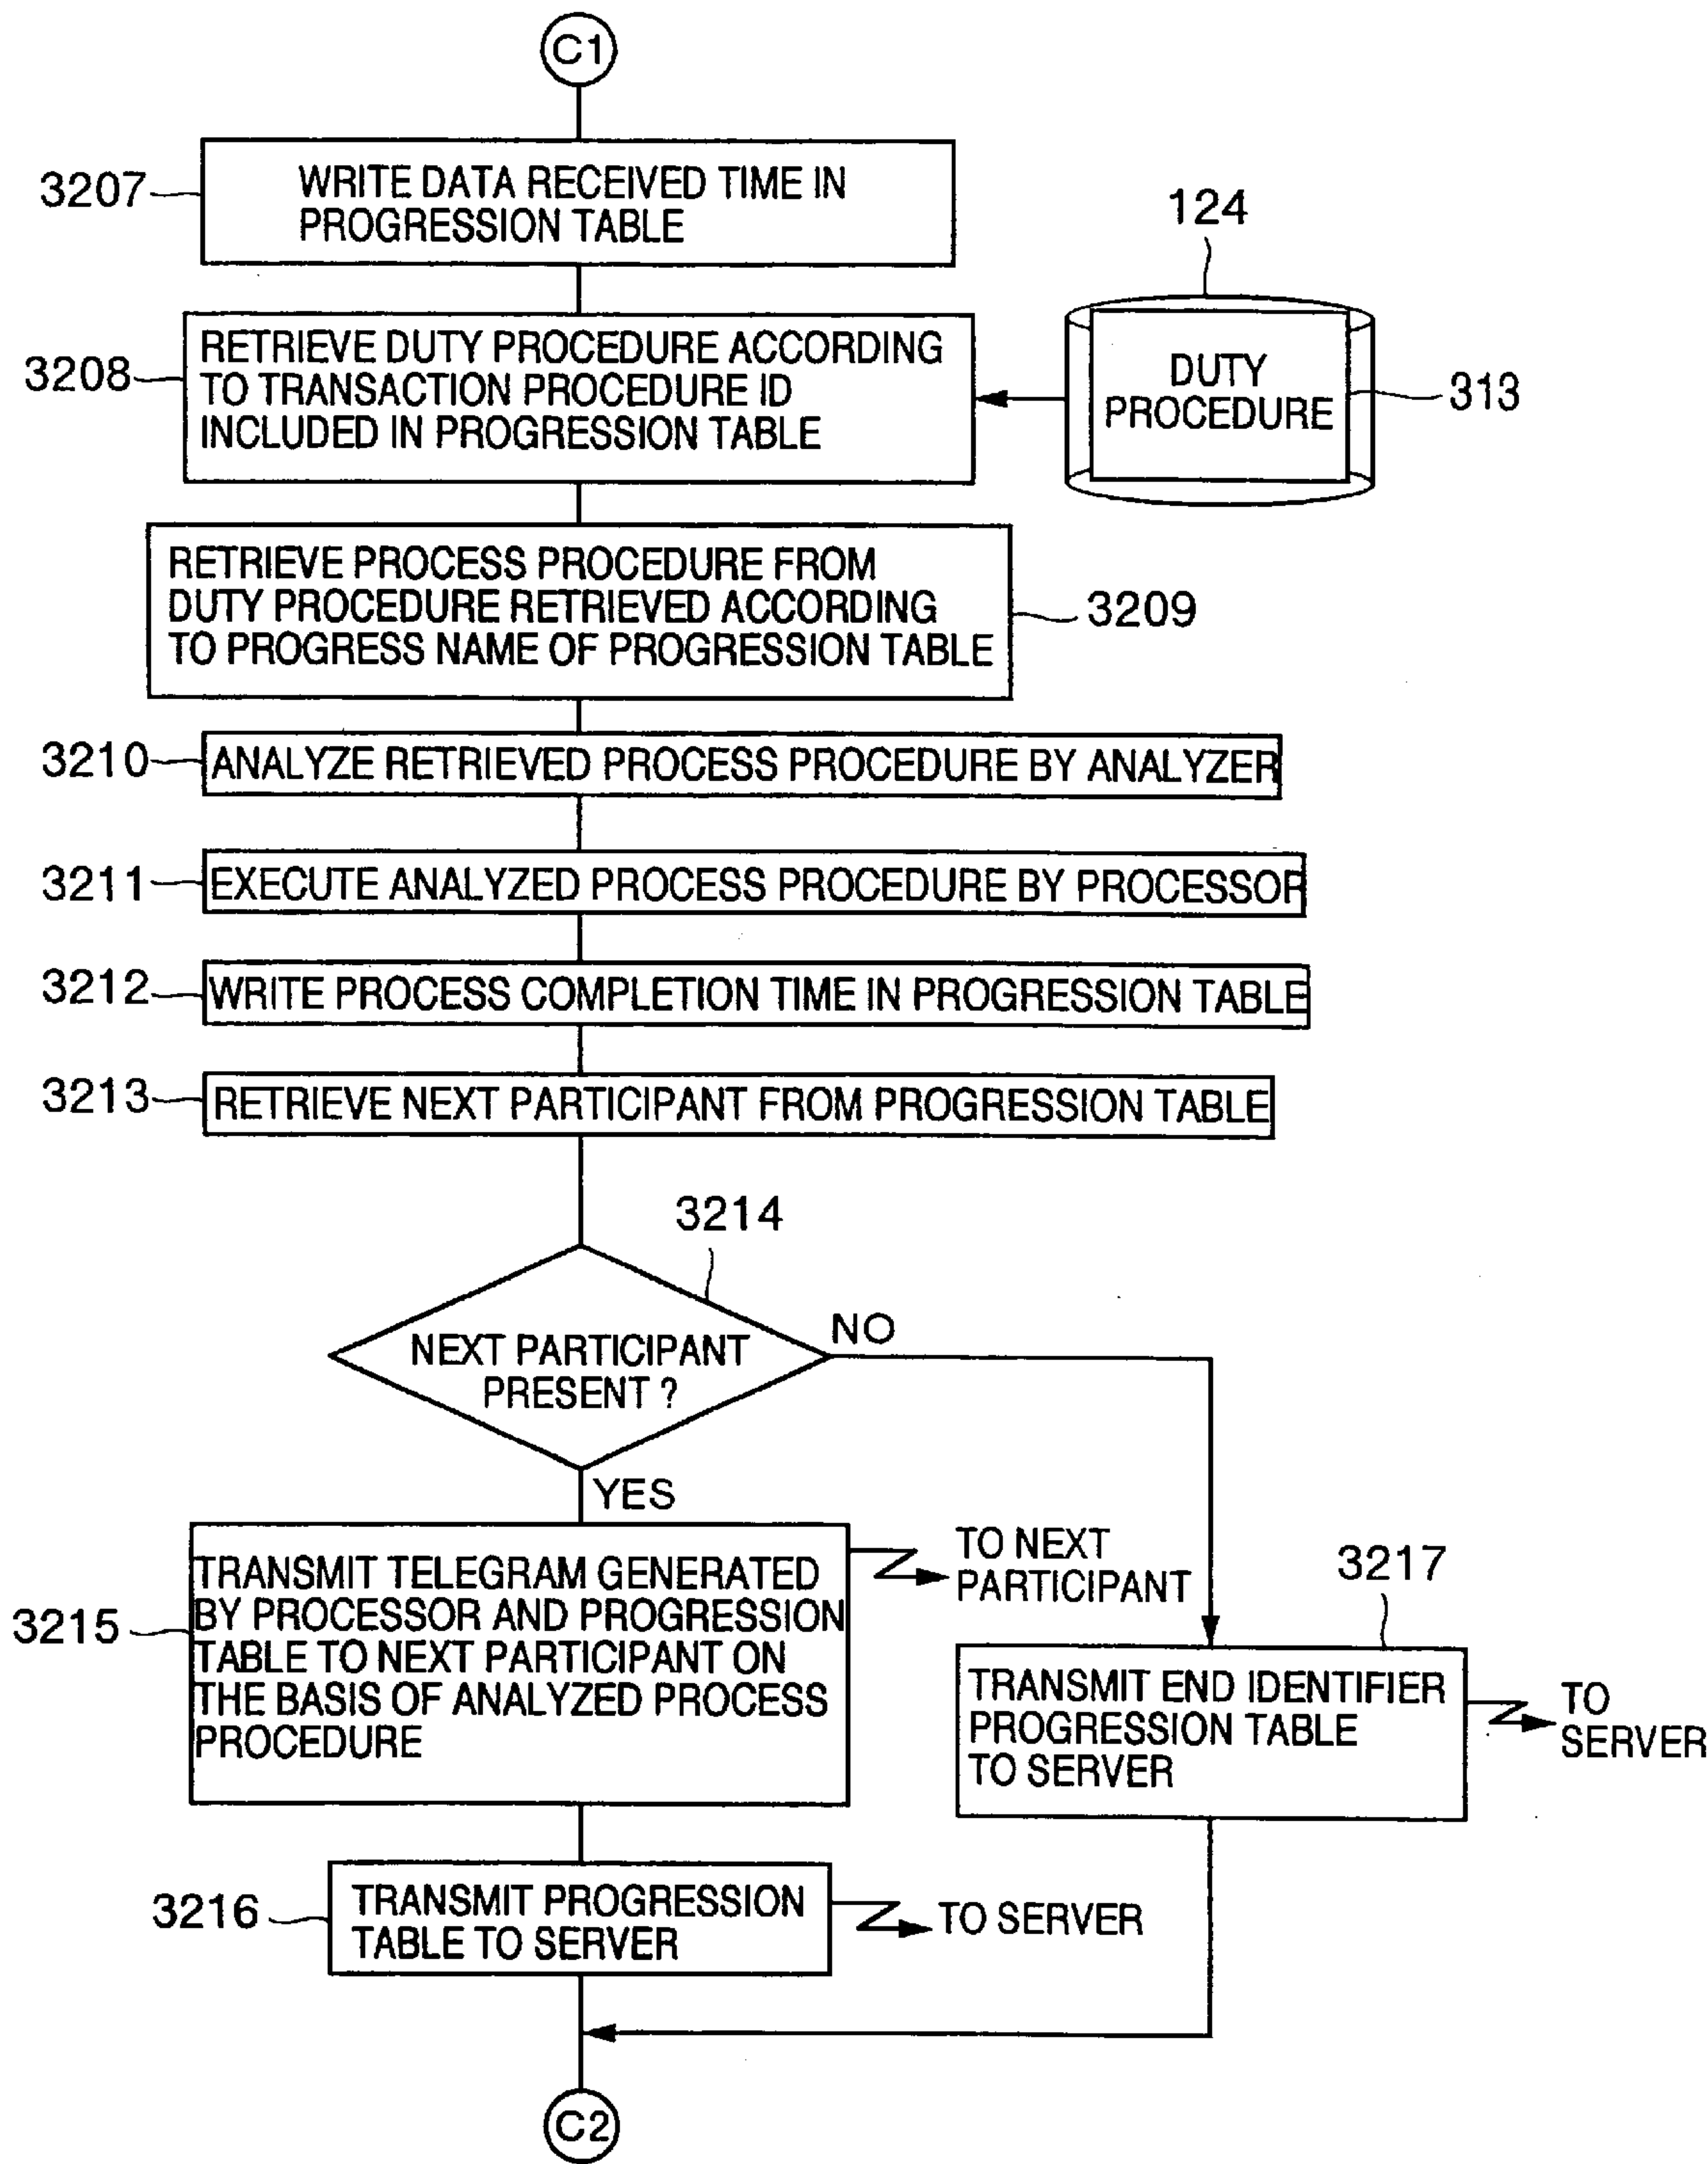 C1
3207
WRITE DATA RECEIVED TIME IN
PROGRESSION TABLE
124
3208
RETRIEVE DUTY PROCEDURE ACCORDING
TO TRANSACTION PROCEDURE ID
INCLUDED IN PROGRESSION TABLE
DUTY
PROCEDURE
313
RETRIEVE PROCESS PROCEDURE FROM
DUTY PROCEDURE RETRIEVED ACCORDING
TO PROGRESS NAME OF PROGRESSION TABLE
3209
3210
ANALYZE RETRIEVED PROCESS PROCEDURE BY ANALYZER
3211
EXECUTE ANALYZED PROCESS PROCEDURE BY PROCESSOR
3212
WRITE PROCESS COMPLETION TIME IN PROGRESSION TABLE
3213
RETRIEVE NEXT PARTICIPANT FROM PROGRESSION TABLE
3214
NEXT PARTICIPANT
PRESENT ?
NO
YES
3215
TRANSMIT TELEGRAM GENERATED
BY PROCESSOR AND PROGRESSION
TABLE TO NEXT PARTICIPANT ON
THE BASIS OF ANALYZED PROCESS
PROCEDURE
TO NEXT
PARTICIPANT
3217
TRANSMIT END IDENTIFIER
PROGRESSION TABLE
TO SERVER
TO
SERVER
3216
TRANSMIT PROGRESSION
TABLE TO SERVER
TO SERVER
C2